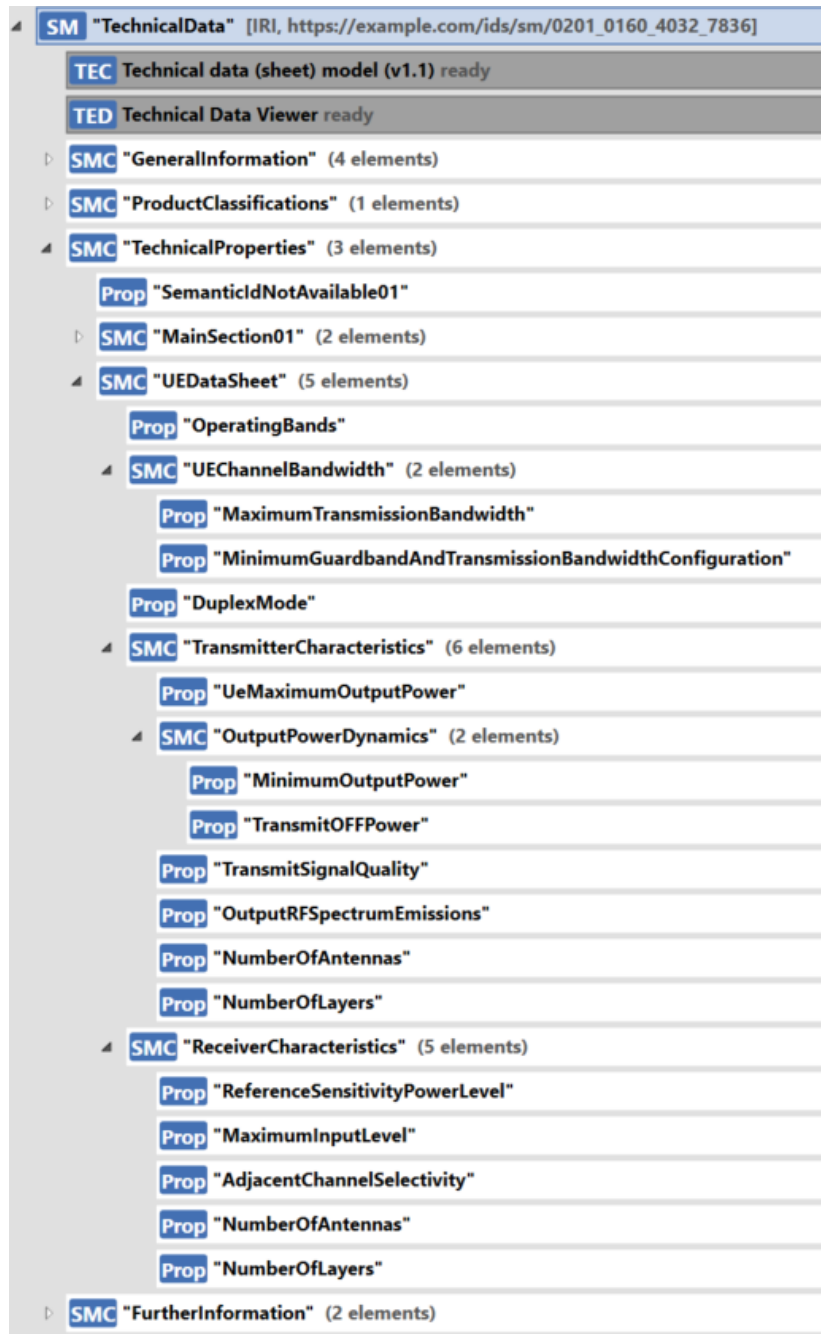 SM "TechnicalData" [IRI, https://example.com/ids/sm/0201_0160_4032_7836]
TEC Technical data (sheet) model (v1.1) ready
TED Technical Data Viewer ready
SMC "GeneralInformation" (4 elements)
SMC "ProductClassifications" (1 elements)
SMC "TechnicalProperties" (3 elements)
Prop "SemanticIdNotAvailable01"
SMC "MainSection01" (2 elements)
SMC "UEDataSheet" (5 elements)
Prop "OperatingBands"
SMC "UEChannelBandwidth" (2 elements)
Prop "MaximumTransmissionBandwidth"
Prop "MinimumGuardbandAndTransmissionBandwidthConfiguration"
Prop "DuplexMode"
SMC "TransmitterCharacteristics" (6 elements)
Prop "UeMaximumOutputPower"
SMC "OutputPowerDynamics" (2 elements)
Prop "MinimumOutputPower"
Prop "TransmitOFFPower"
Prop "TransmitSignalQuality"
Prop "OutputRFSpectrumEmissions"
Prop "NumberOfAntennas"
Prop "NumberOfLayers"
SMC "ReceiverCharacteristics" (5 elements)
Prop "ReferenceSensitivityPowerLevel"
Prop "MaximumInputLevel"
Prop "AdjacentChannelSelectivity"
Prop "NumberOfAntennas"
Prop "NumberOfLayers"
SMC "FurtherInformation" (2 elements)